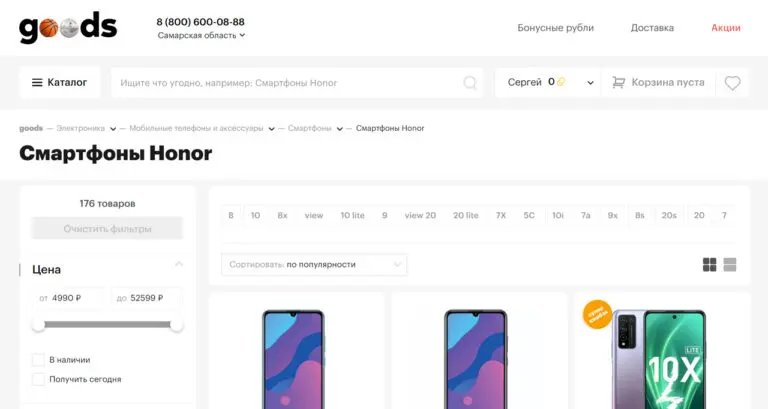 goods
8 (800) 600-08-88
Самарская область
Бонусные рубли
Доставка
Акции
Каталог
Ищите что угодно, например: Смартфоны Honor
Сергей 0
Корзина пуста
goods — Электроника — Мобильные телефоны и аксессуары — Смартфоны — Смартфоны Honor
Смартфоны Honor
176 товаров
Очистить фильтры
Цена
от 4990 ₽ до 52599 ₽
В наличии
Получить сегодня
8 10 8x view 10 lite 9 view 20 20 lite 7X 5C 10i 7a 9x 8s 20s 20 7
Сортировать по популярности
LITE
10X